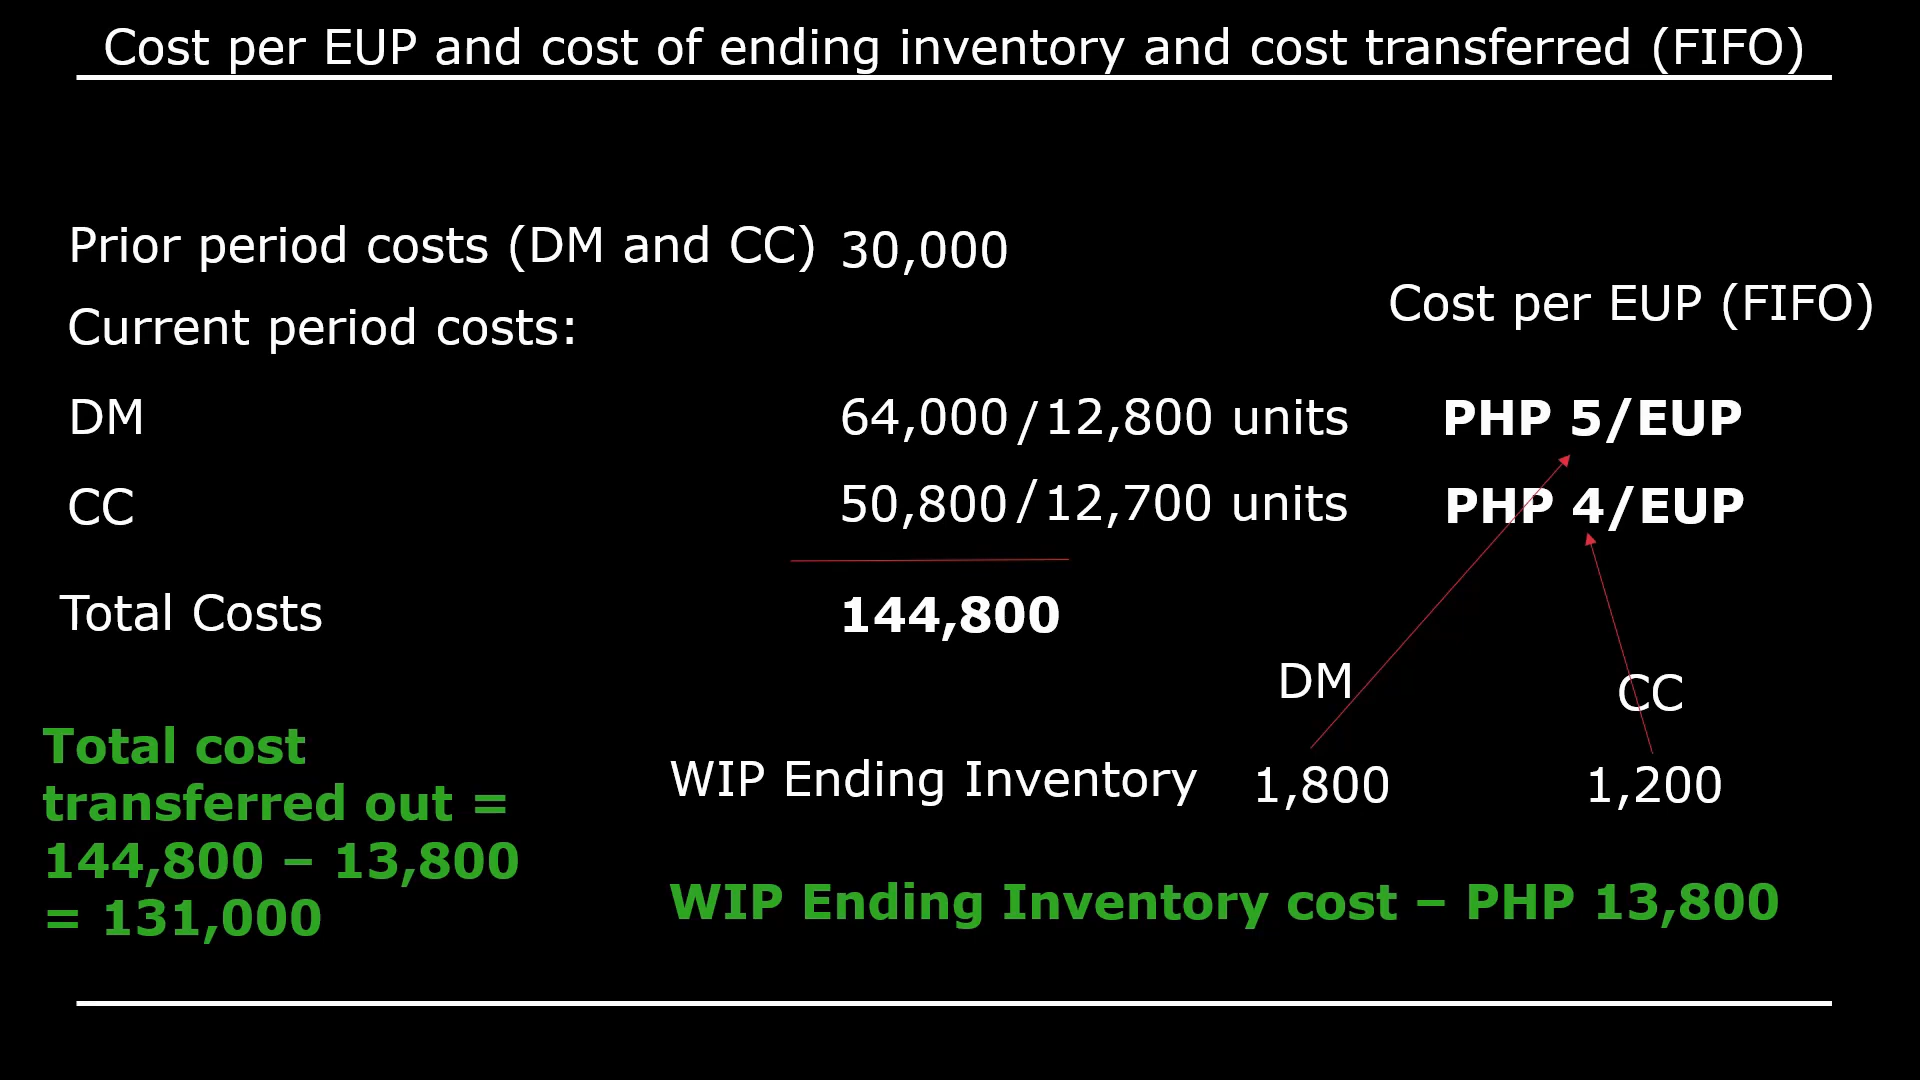 Cost per EUP and cost of ending inventory and cost transferred (FIFO)
Prior period costs (DM and CC) 30,000
Current period costs:
Cost per EUP (FIFO)
DM 64,000 / 12,800 units PHP 5/EUP
CC 50,800 / 12,700 units PHP 4/EUP
Total Costs 144,800
DM CC
WIP Ending Inventory 1,800 1,200
WIP Ending Inventory cost – PHP 13,800
Total cost
transferred out =
144,800 – 13,800
= 131,000